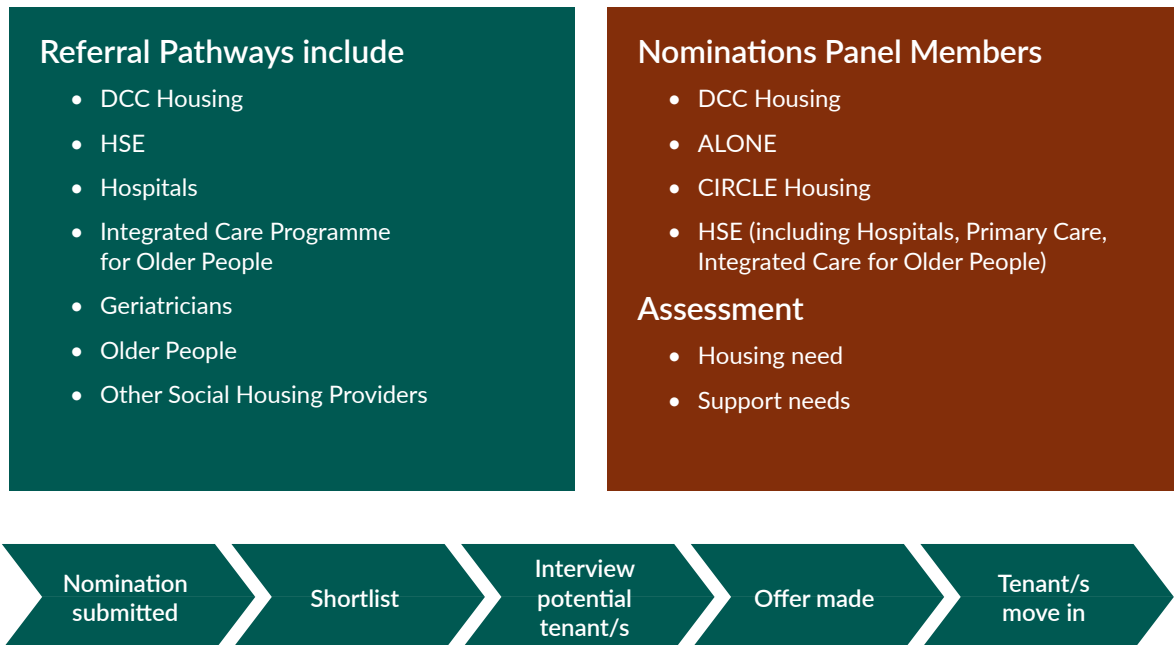 Referral Pathways include
• DCC Housing
• HSE
• Hospitals
• Integrated Care Programme
for Older People
• Geriatricians
• Older People
• Other Social Housing Providers
Nominations Panel Members
• DCC Housing
• ALONE
• CIRCLE Housing
• HSE (including Hospitals, Primary Care,
Integrated Care for Older People)
Assessment
• Housing need
• Support needs
Nomination
submitted
Shortlist
Interview
potential
tenant/s
Offer made
Tenant/s
move in